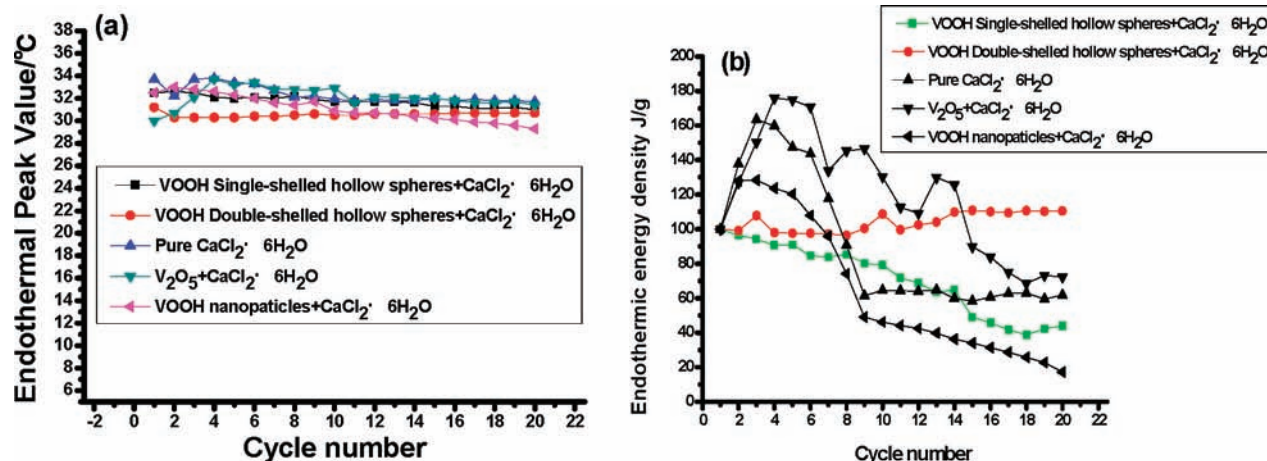 (a)
Endothermal Peak Value/°C
38
36
34
32
30
28
26
24
22
20
18
16
14
12
10
8
6
VOOH Single-shelled hollow spheres+CaCl2· 6H2O
VOOH Double-shelled hollow spheres+CaCl2· 6H2O
Pure CaCl2· 6H2O
V2O5+CaCl2· 6H2O
VOOH nanopaticles+CaCl2· 6H2O
-2 0 2 4 6 8 10 12 14 16 18 20 22
Cycle number
VOOH Single-shelled hollow spheres+CaCl2· 6H2O
VOOH Double-shelled hollow spheres+CaCl2· 6H2O
Pure CaCl2· 6H2O
V2O5+CaCl2· 6H2O
VOOH nanopaticles+CaCl2· 6H2O
(b)
Endothermic energy density J/g
200
180
160
140
120
100
80
60
40
20
0
0 2 4 6 8 10 12 14 16 18 20 22
Cycle number